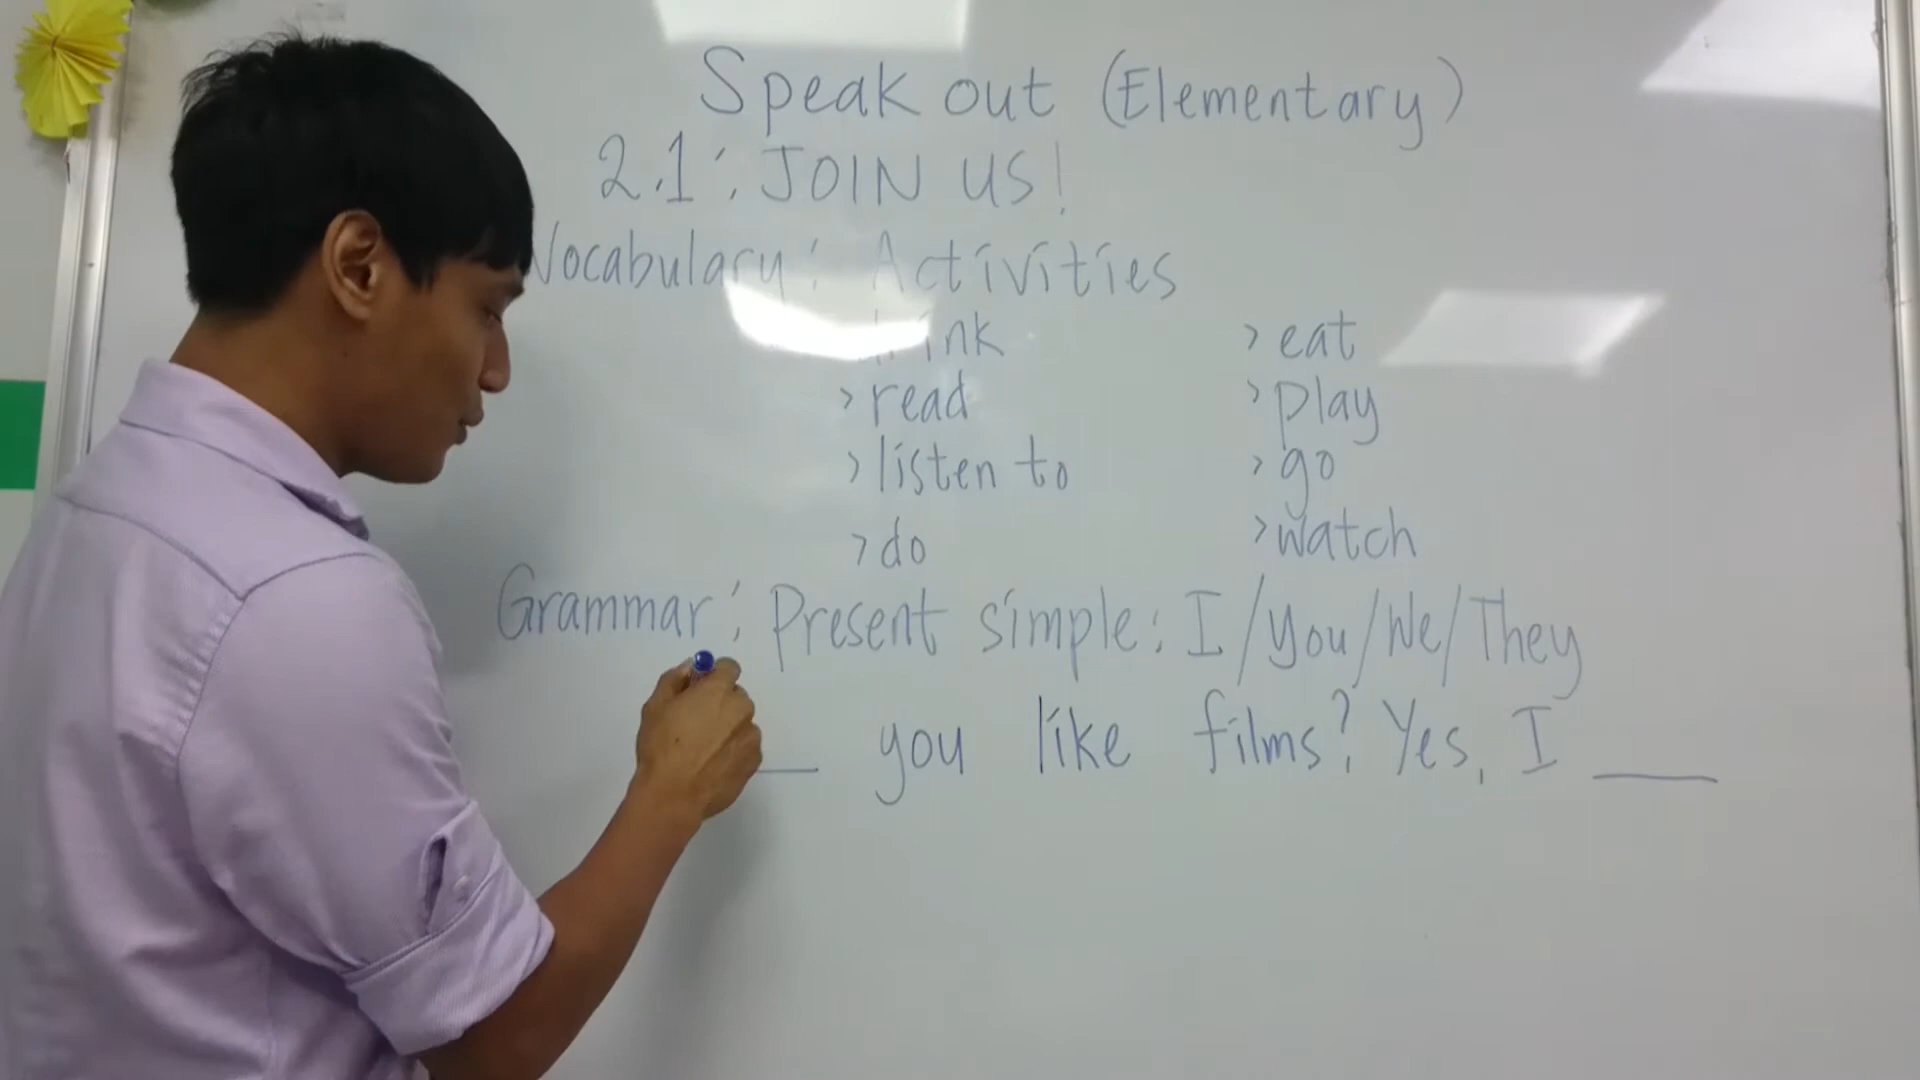 Speak out (Elementary)
2.1: JOIN US!
Vocabulary: Activities
drink > eat
> read > play
> listen to > go
> do > watch
Grammar: Present simple: I/You/We/They
___ you like films? Yes, I ___